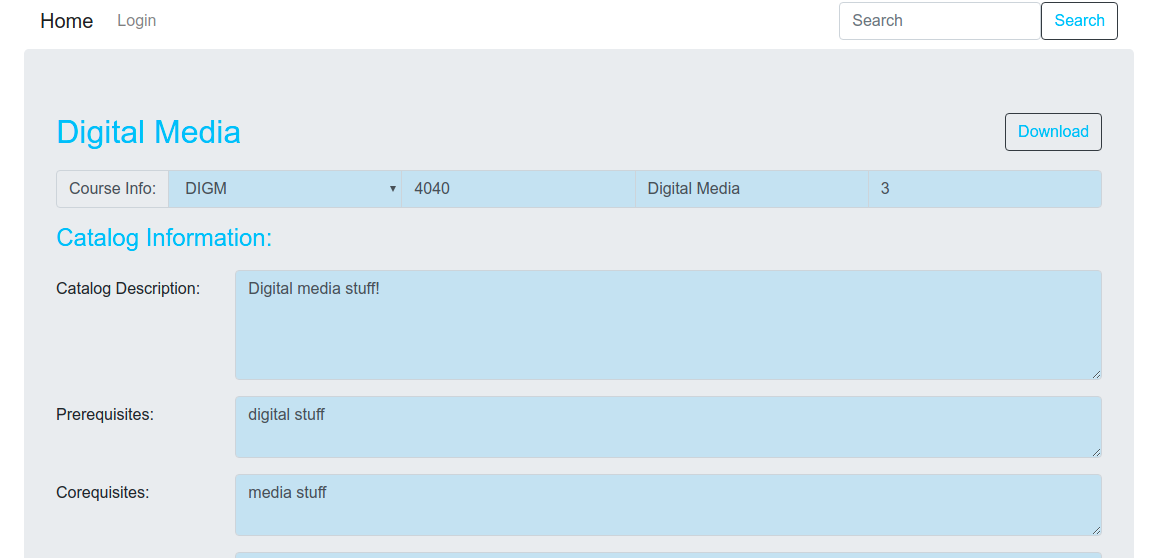 Home Login Search Search
Digital Media Download
Course Info: DIGM 4040 Digital Media 3
Catalog Information:
Catalog Description: Digital media stuff!
Prerequisites: digital stuff
Corequisites: media stuff